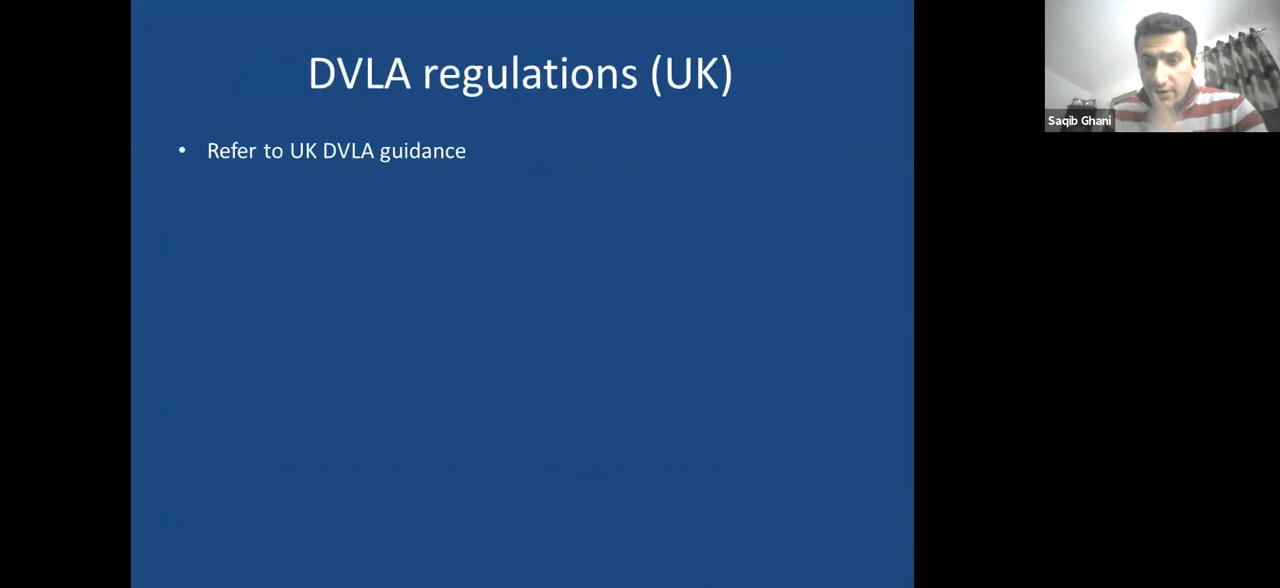 DVLA regulations (UK)
• Refer to UK DVLA guidance
Saqib Ghani